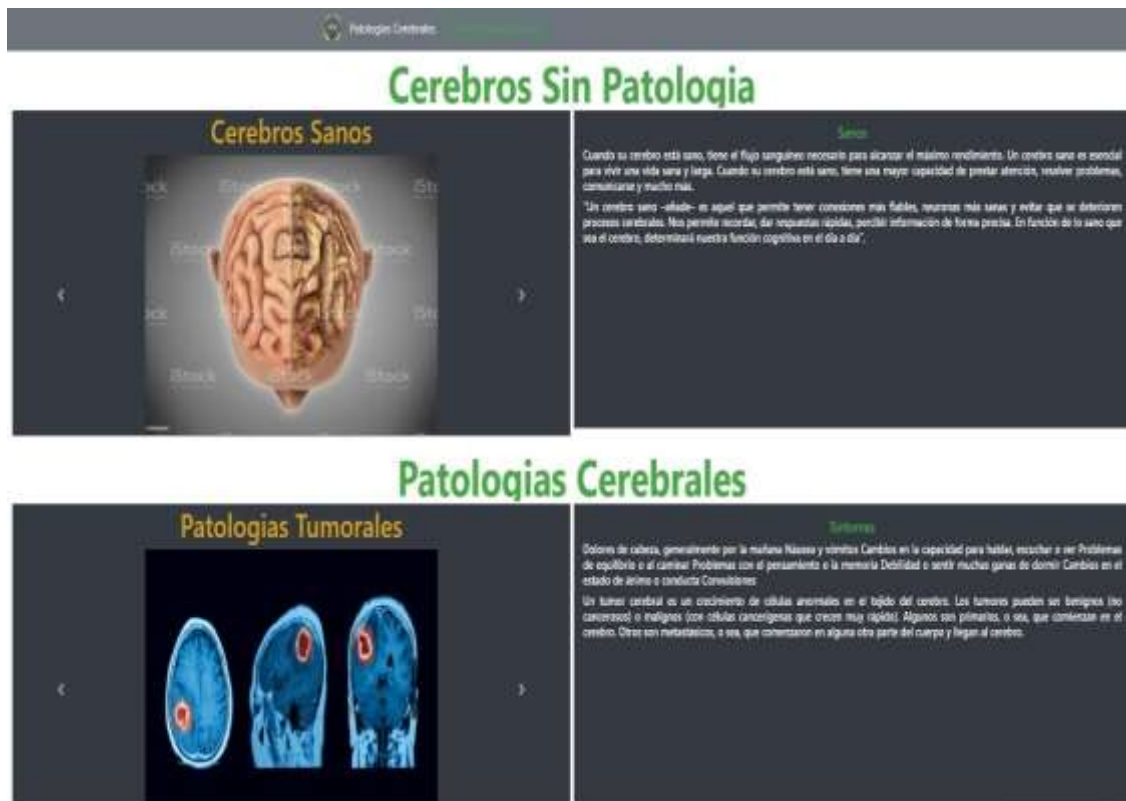 Patologias Cerebrales
Cerebros Sin Patologia
Cerebros Sanos
iStock
iStock
iStock
iStock
iStock
iStock
Sanos
Cuando su cerebro está sano, tiene el flujo sanguíneo necesario para alcanzar el máximo rendimiento. Un cerebro sano es esencial
para vivir una vida sana y larga. Cuando su cerebro está sano, tiene una mayor capacidad de prestar atención, resolver problemas,
comunicarse y mucho más.
"Un cerebro sano -añade- es aquel que permite tener conexiones más fiables, neuronas más sanas y evitar que se deterioren
procesos cerebrales. Nos permite recordar, dar respuestas rápidas, percibir información de forma precisa. En función de lo sano que
sea el cerebro, determinará nuestra función cognitiva en el día a día".
Patologias Cerebrales
Patologias Tumorales
Dolores de cabeza, generalmente por la mañana Náusea y vómitos Cambios en la capacidad para hablar, escuchar o ver Problemas
de equilibrio o al caminar Problemas con el pensamiento o la memoria Debilidad o sentir muchas ganas de dormir Cambios en el
estado de ánimo o conducta Convulsiones
Un tumor cerebral es un crecimiento de células anormales en el tejido del cerebro. Los tumores pueden ser benignos (no
cancerosos) o malignos (con células cancerígenas que crecen muy rápido). Algunos son primarios, o sea, que comienzan en el
cerebro. Otros son metastásicos, o sea, que comenzaron en alguna otra parte del cuerpo y llegan al cerebro.